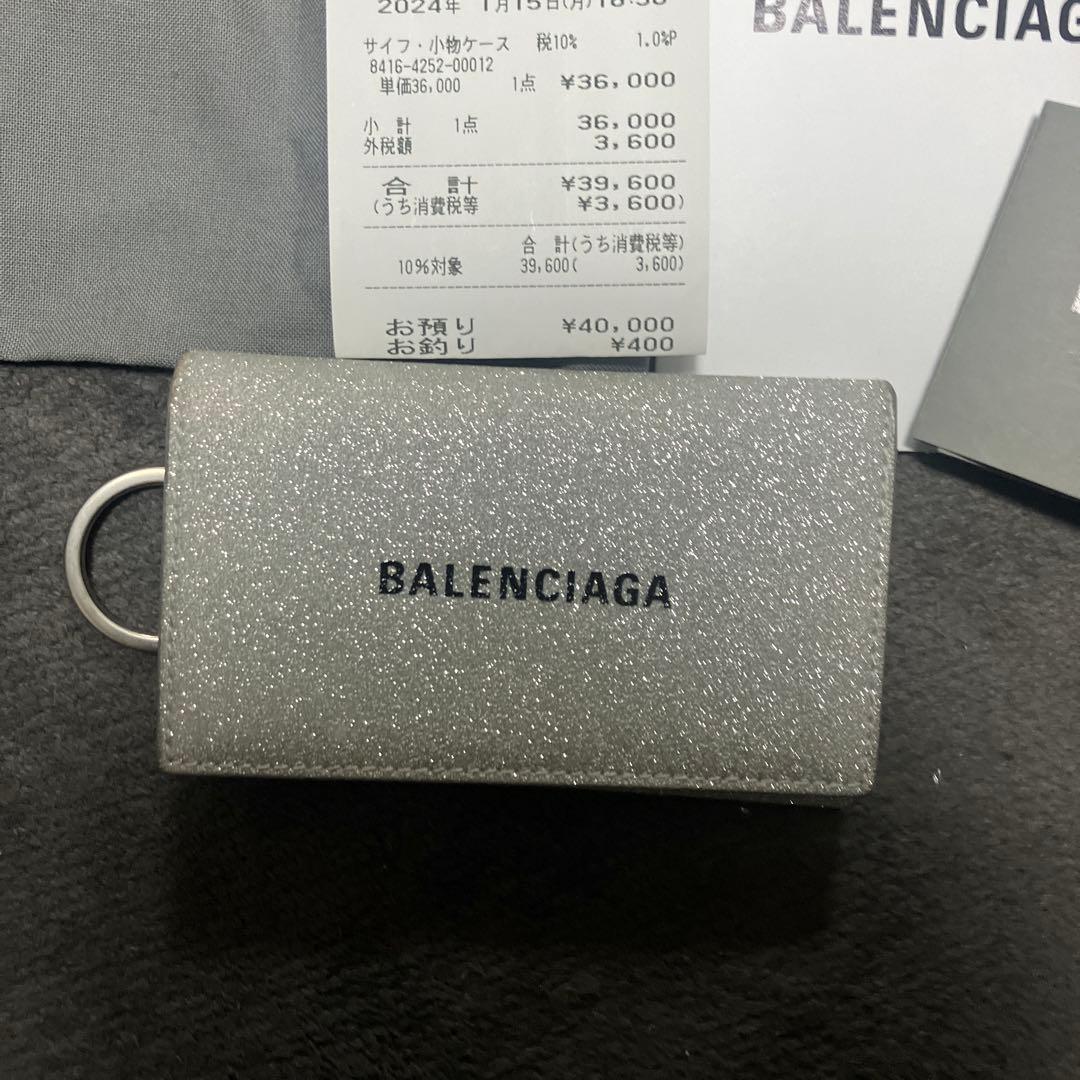 2024年 1月15日(月)
サイフ・小物ケース 税10% 1.0%P
8416-4252-00012
単価36,000 1点 ¥36,000
小計 1点 36,000
外税額 3,600
合計 ¥39,600
(うち消費税等 ¥3,600)
合計(うち消費税等)
10%対象 39,600( 3,600)
お預り ¥40,000
お釣り ¥400
BALENCIAG
BALENCIAGA